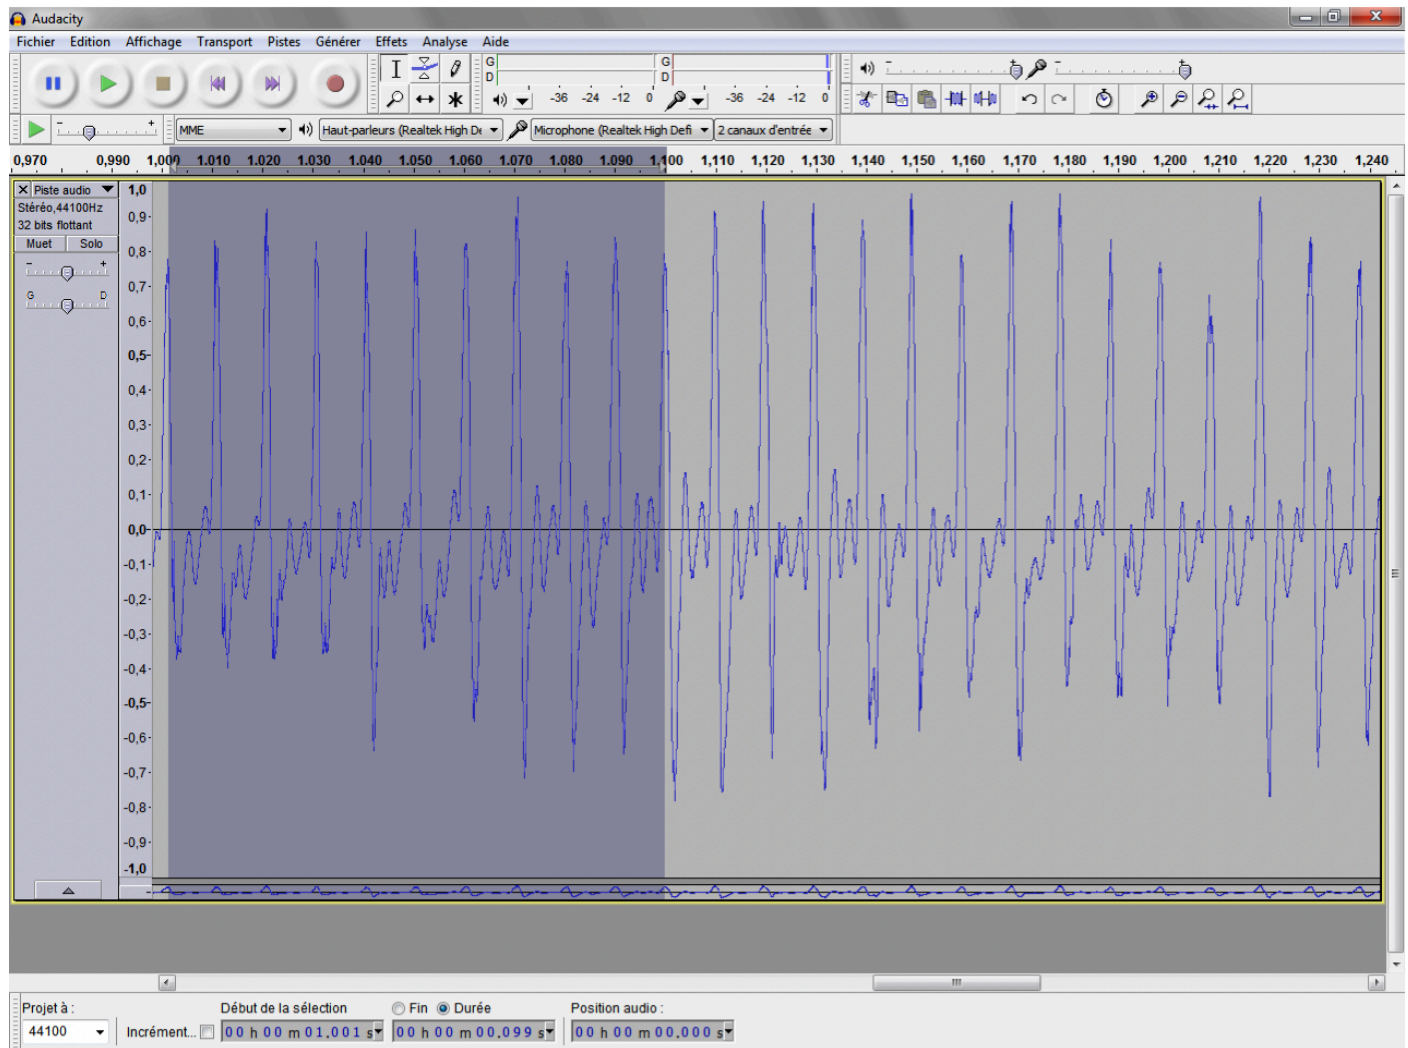 Audacity
Fichier Edition Affichage Transport Pistes Générer Effets Analyse Aide
G G
D D
-36 -24 -12 0 -36 -24 -12 0
- + - +
- + MME Haut-parleurs (Realtek High De Microphone (Realtek High Defi 2 canaux d'entrée
0,970 0,990 1,000 1.010 1.020 1.030 1.040 1.050 1.060 1.070 1.080 1.090 1.100 1,110 1,120 1,130 1,140 1,150 1,160 1,170 1,180 1,190 1,200 1,210 1,220 1,230 1,240
X Piste audio 1,0
Stéréo,44100Hz
32 bits flottant
0,9-
Muet Solo
0,8-
- +
0,7-
G D
0,6-
0,5-
0,4-
0,3-
0,2-
0,1-
0,0-
-0,1-
-0,2-
-0,3-
-0,4-
-0,5-
-0,6-
-0,7-
-0,8-
-0,9-
-1,0
Projet à : Début de la sélection Fin Durée Position audio :
44100 Incrément... 00 h 00 m 01.001 s 00 h 00 m 00.099 s 00 h 00 m 00.000 s